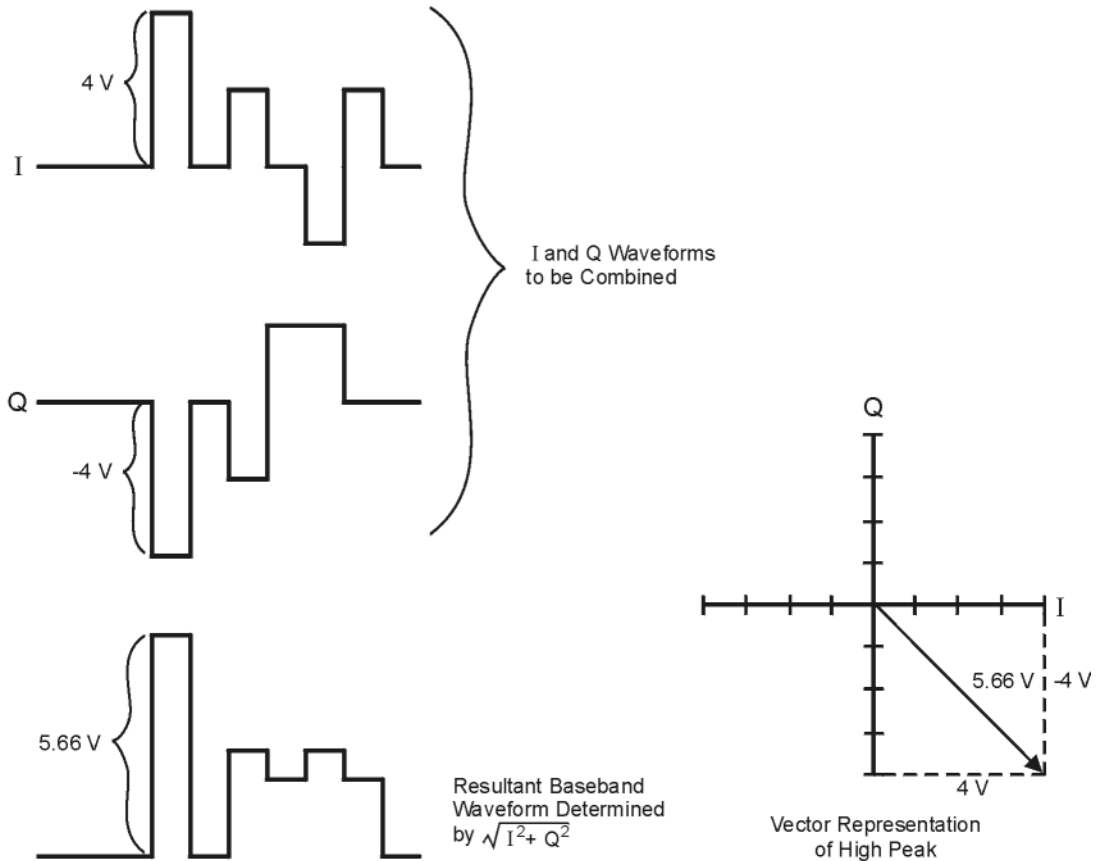 4 V
I
I and Q Waveforms
to be Combined
Q
-4 V
Q
I
5.66 V
-4 V
4 V
Vector Representation
of High Peak
5.66 V
Resultant Baseband
Waveform Determined
by √I²+ Q²